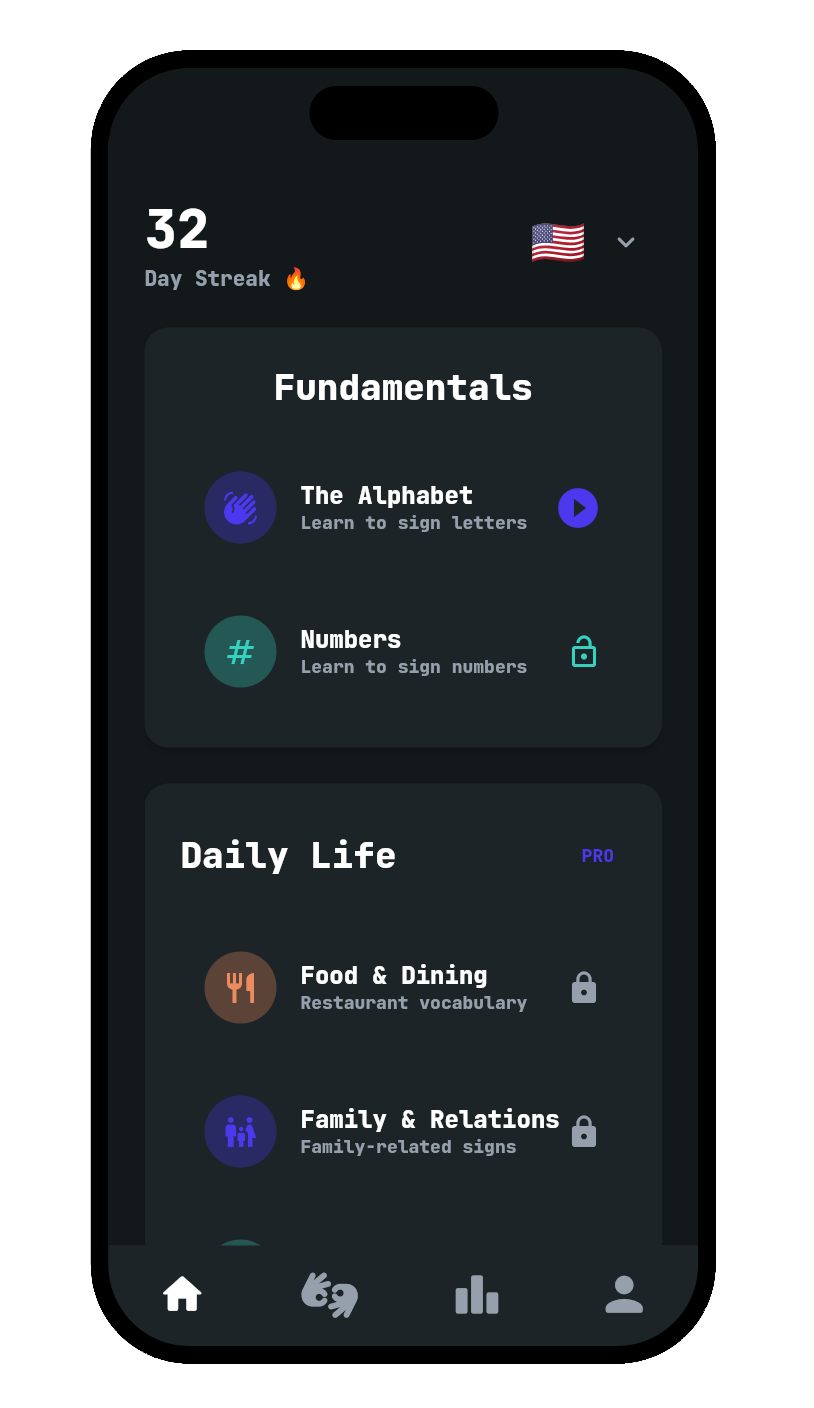 32
Day Streak 🔥
Fundamentals
The Alphabet
Learn to sign letters
#
Numbers
Learn to sign numbers
Daily Life
PRO
Food & Dining
Restaurant vocabulary
Family & Relations
Family-related signs